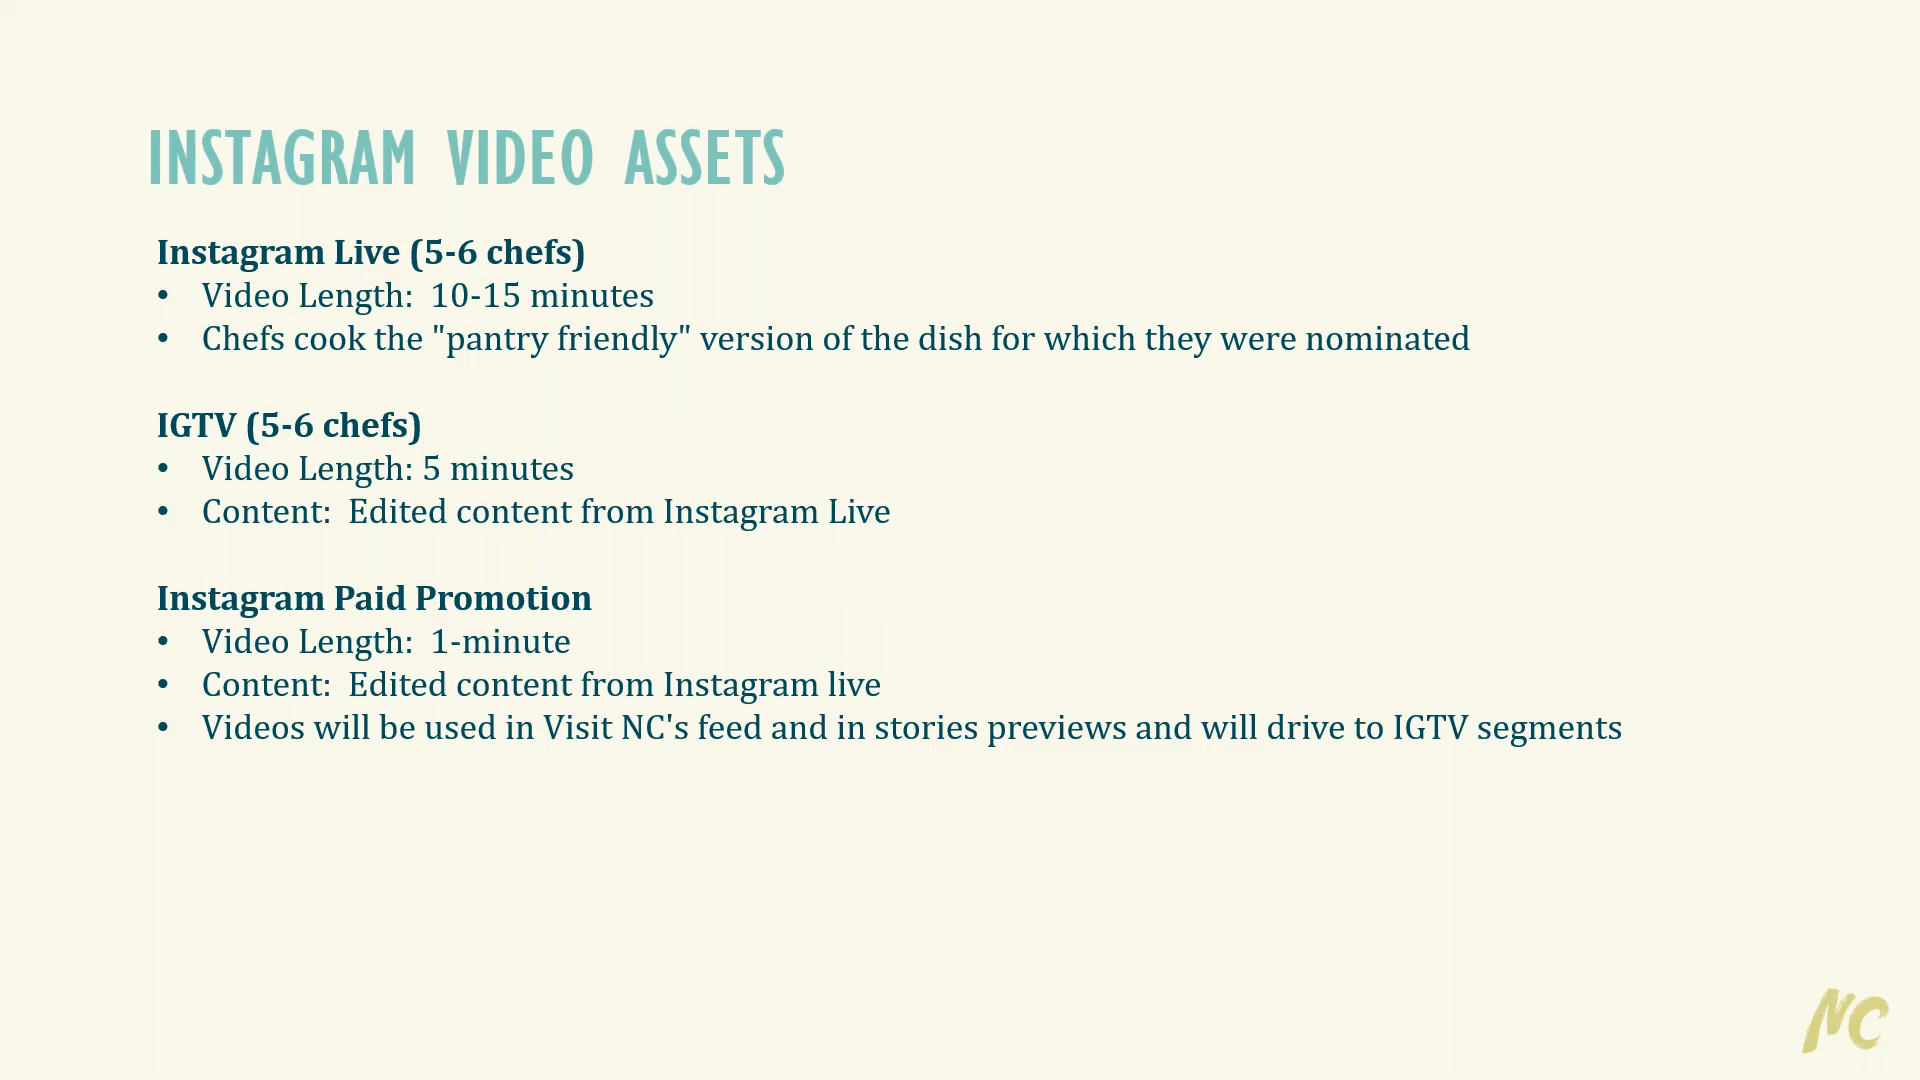 INSTAGRAM VIDEO ASSETS
Instagram Live (5-6 chefs)
• Video Length:  10-15 minutes
• Chefs cook the "pantry friendly" version of the dish for which they were nominated
IGTV (5-6 chefs)
• Video Length: 5 minutes
• Content:  Edited content from Instagram Live
Instagram Paid Promotion
• Video Length:  1-minute
• Content:  Edited content from Instagram live
• Videos will be used in Visit NC's feed and in stories previews and will drive to IGTV segments
NC